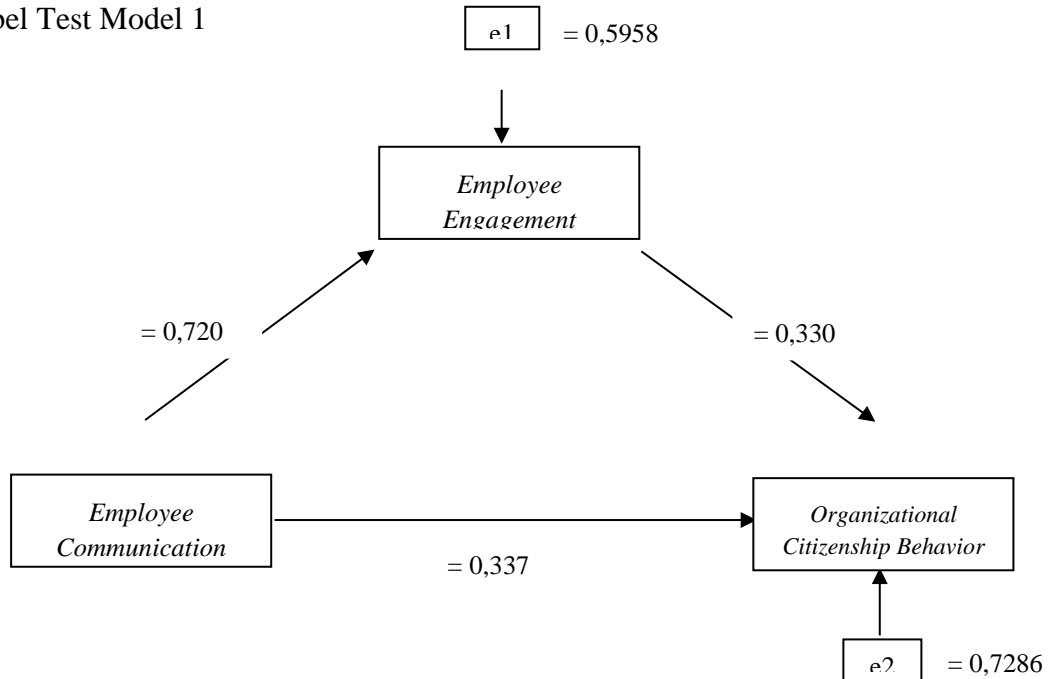 bel Test Model 1
e1 = 0,5958
Employee
Engagement
= 0,720
= 0,330
Employee
Communication
= 0,337
Organizational
Citizenship Behavior
e2 = 0,7286